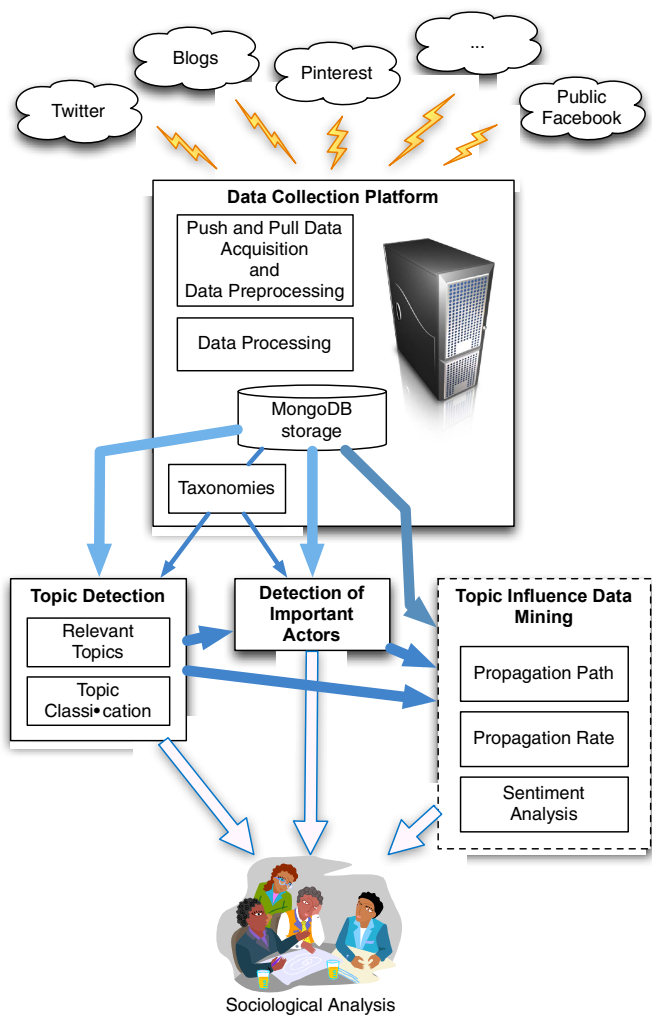 Blogs
...
Pinterest
Twitter
Public
Facebook
Data Collection Platform
Push and Pull Data
Acquisition
and
Data Preprocessing
Data Processing
MongoDB
storage
Taxonomies
Topic Detection
Relevant
Topics
Topic
Classi•cation
Detection of
Important
Actors
Topic Influence Data
Mining
Propagation Path
Propagation Rate
Sentiment
Analysis
Sociological Analysis